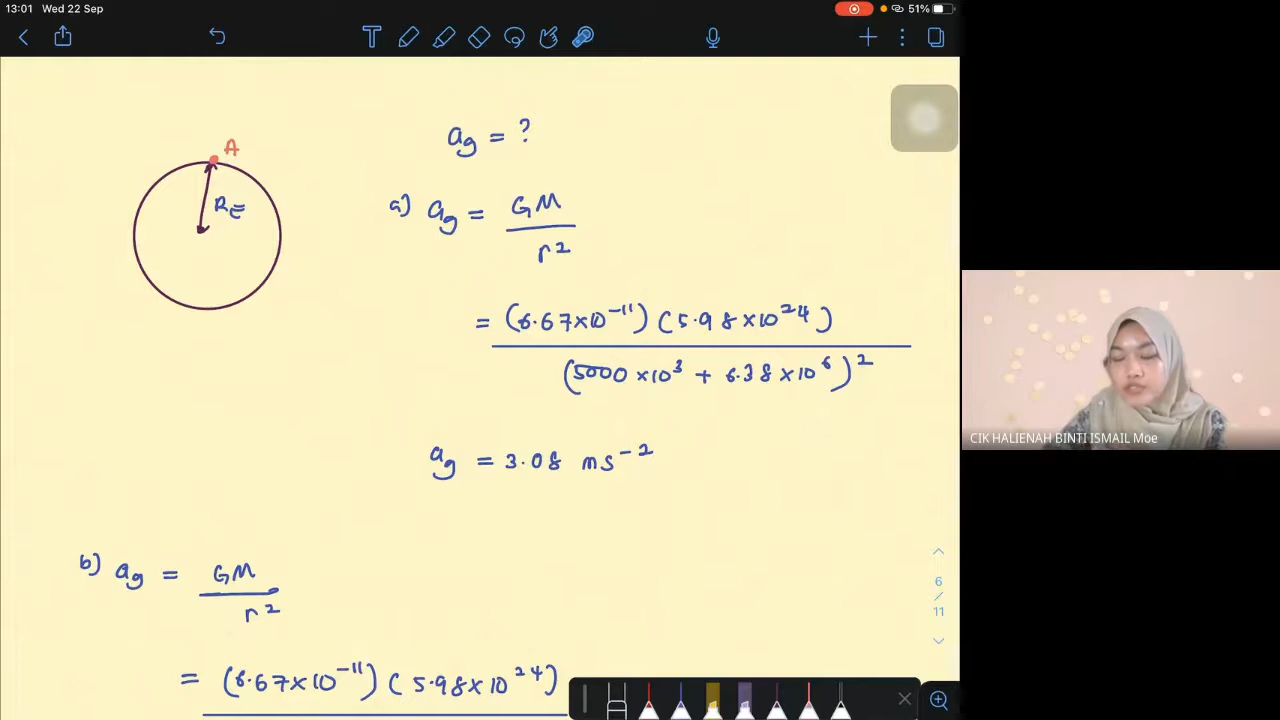 13:01 Wed 22 Sep
51%
T
A
R_E
a_g = ?
a) a_g = GM
r²
= (6.67×10⁻¹¹)(5.98×10²⁴)
(5000×10³ + 6.38×10⁶)²
a_g = 3.08 ms⁻²
b) a_g = GM
r²
= (6.67×10⁻¹¹)(5.98×10²⁴)
6
/
11
CIK HALIENAH BINTI ISMAIL Moe